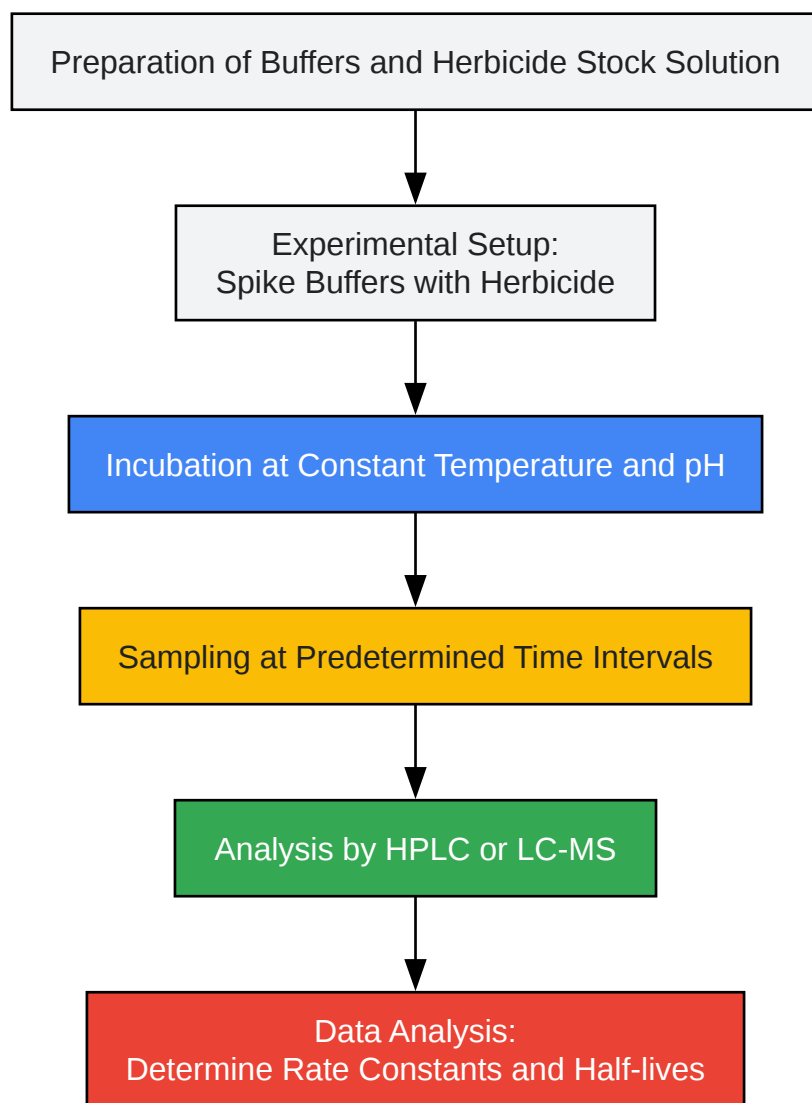 Preparation of Buffers and Herbicide Stock Solution
Experimental Setup:
Spike Buffers with Herbicide
Incubation at Constant Temperature and pH
Sampling at Predetermined Time Intervals
Analysis by HPLC or LC-MS
Data Analysis:
Determine Rate Constants and Half-lives